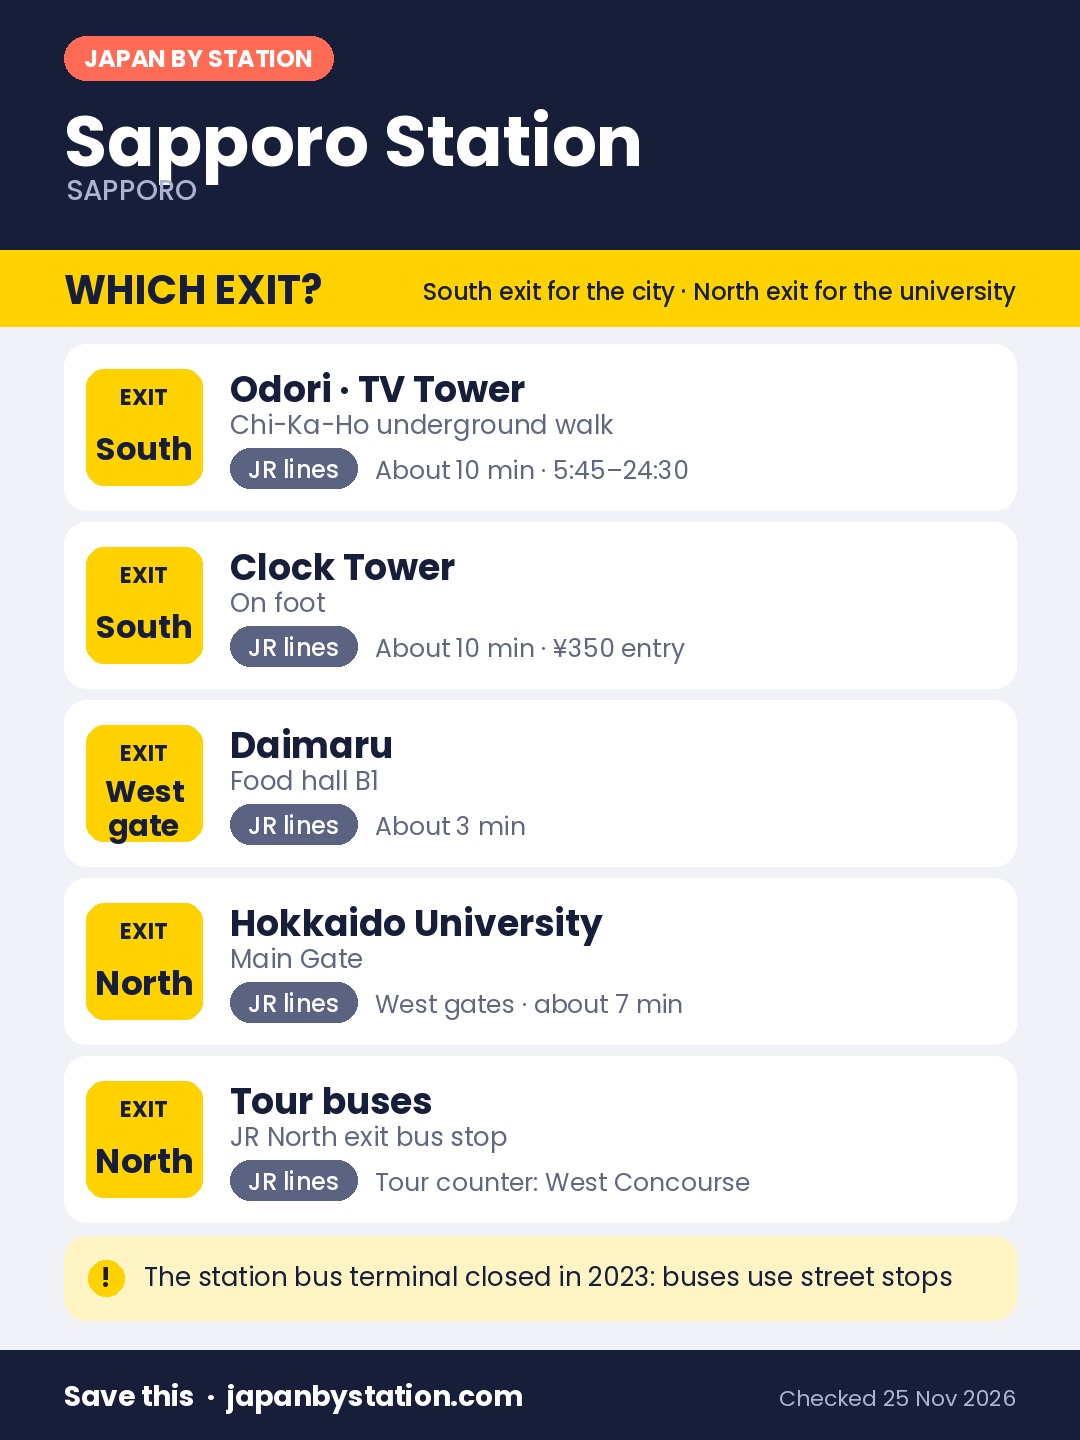 JAPAN BY STATION
Sapporo Station
SAPPORO
WHICH EXIT?
South exit for the city · North exit for the university
EXIT
South
Odori · TV Tower
Chi-Ka-Ho underground walk
JR lines
About 10 min · 5:45–24:30
EXIT
South
Clock Tower
On foot
JR lines
About 10 min · ¥350 entry
EXIT
West
gate
Daimaru
Food hall B1
JR lines
About 3 min
EXIT
North
Hokkaido University
Main Gate
JR lines
West gates · about 7 min
EXIT
North
Tour buses
JR North exit bus stop
JR lines
Tour counter: West Concourse
! The station bus terminal closed in 2023: buses use street stops
Save this · japanbystation.com
Checked 25 Nov 2026